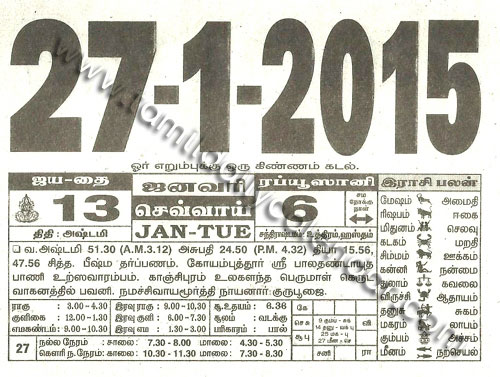 27-1-2015
www.tamildailycalendar.com
ஓர் எறும்புக்கு ஒரு கிண்ணம் கடல்.
ஜய-தை
13
திதி : அஷ்டமி
ஜனவரி
செவ்வாய்
JAN-TUE
ரப்யூஸானி
6
சம நோக்கு நாள்
சந்திராஷ்டமம்: உத்திரம்,ஹஸ்தம்
வ.அஷ்டமி 51.30 (A.M.3.12) அசுபதி 24.50 (P.M. 4.32) தியா 15.56,
47.56 சித்த. பீஷ்ம தர்ப்பணம். கோயம்புத்தூர் ஸ்ரீ பாலதண்டாயுத
பாணி உற்ஸவாரம்பம். காஞ்சிபுரம் உலகளந்த பெருமாள் கெருட
வாகனத்தில் பவனி. நமச்சிவாயமூர்த்தி நாயனார் குருபூஜை.
ராகு : 3.00-4.30
குளிகை : 12.00-1.30
எமகண்டம் : 9.00-10.30
இரவு ராகு : 9.00-10.30
இரவு குளி : 6.00-7.30
இரவு எம : 1.30-3.00
சூ.உதயம் : 6.36
சூலம் : வடக்கு
பரிகாரம் : பால்
27
நல்ல நேரம் : காலை: 7.30 - 8.00 மாலை: 4.30 - 5.30
கௌரி ந.நேரம்: காலை: 10.30 - 11.30 மாலை: 7.30 - 8.30
கே
செ சு
சூ பு
வி
சனி
ரா
இராசி பலன்
மேஷம் அமைதி
ரிஷபம் ஈகை
மிதுனம் செலவு
கடகம் மறதி
சிம்மம் ஊக்கம்
கன்னி நன்மை
துலாம் கவலை
விருச்சி ஆதாயம்
தனுசு சுகம்
மகரம் உயர்வு
கும்பம் லாபம்
மீனம் நற்செயல்